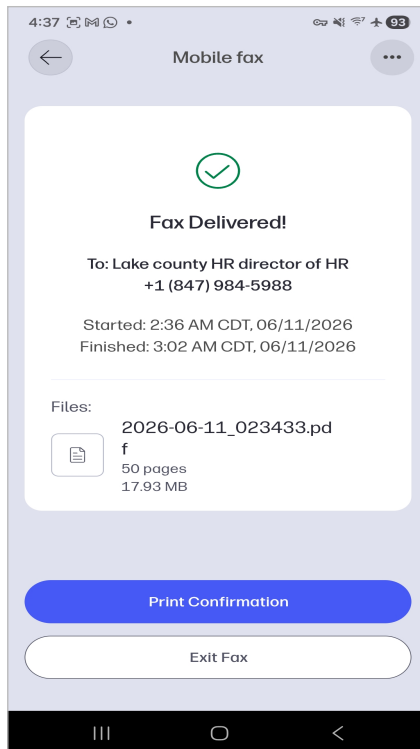 4:37
93
Mobile fax
Fax Delivered!
To: Lake county HR director of HR
+1 (847) 984-5988
Started: 2:36 AM CDT, 06/11/2026
Finished: 3:02 AM CDT, 06/11/2026
Files:
2026-06-11_023433.pd
f
50 pages
17.93 MB
Print Confirmation
Exit Fax